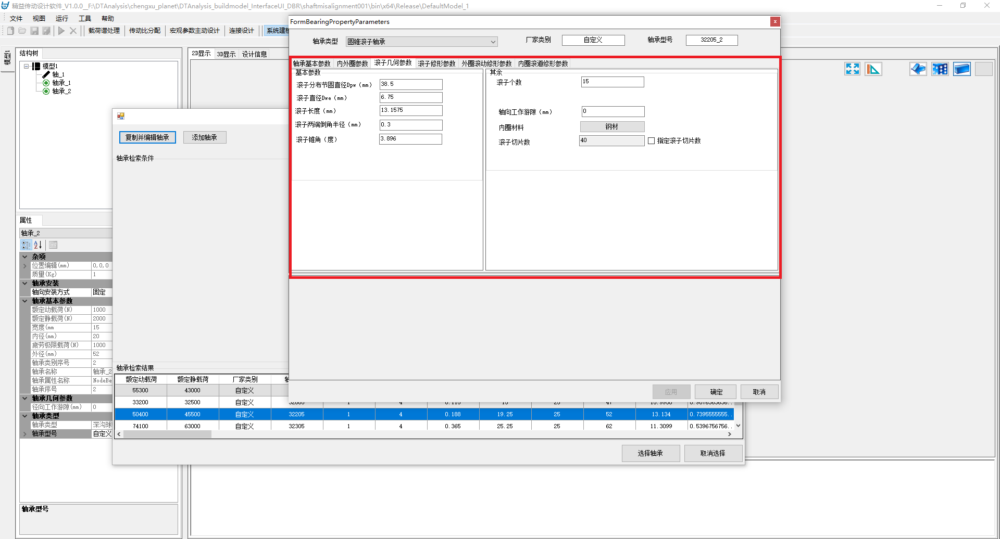 精益传动设计软件_V1.0.0__F:\DTAnalysis\chengxu_planet\DTAnalysis_buildmodel_InterfaceUI_DBR\shaftmisalignment001\bin\x64\Release\DefaultModel_1
文件 视图 运行 工具 帮助
载荷谱处理 传动比分配 宏观参数主动设计 连接设计 系统建模
模型1
结构树
模型1
轴_1
轴承_1
轴承_2
2D显示 3D显示 设计信息
属性
轴承_2
杂项
位置编辑(mm) 0,0,0
质量(Kg) 1
轴承安装
轴向安装方式 固定
轴承基本参数
额定动载荷(N) 1000
额定静载荷(N) 2000
宽度(mm 15
内径(mm) 20
疲劳极限载荷(N) 1000
外径(mm) 52
轴承类别序号 2
轴承名称 轴承_2
轴承属性名称 NodeBe
轴承序号 2
轴承几何参数
径向工作游隙(mm) 0
轴承类型
轴承类型 深沟球
轴承型号 自定义
轴承型号
复制并编辑轴承 添加轴承
轴承检索条件
轴承检索结果
额定动载荷 额定静载荷 厂家类别
55300 43000 自定义
33200 32500 自定义 32005 1 4 0.115 15 25 47
50400 45500 自定义 32205 1 4 0.188 19.25 25 52 13.134 0.7395555555..
74100 63000 自定义 32305 1 4 0.365 25.25 25 62 11.3099 0.5396756756..
选择轴承 取消选择
FormBearingPropertyParameters
轴承类型 圆锥滚子轴承 厂家类别 自定义 轴承型号 32205_2
轴承基本参数 内外圈参数 滚子几何参数 滚子修形参数 外圈滚动修形参数 内圈滚道修形参数
基本参数
滚子分布节圆直径Dpw（mm） 38.5
滚子直径Dwe（mm） 6.75
滚子长度（mm） 13.1575
滚子两端倒角半径（mm） 0.3
滚子锥角（度） 3.896
其余
滚子个数 15
轴向工作游隙（mm） 0
内圈材料 钢材
滚子切片数 40 指定滚子切片数
应用 确定 取消